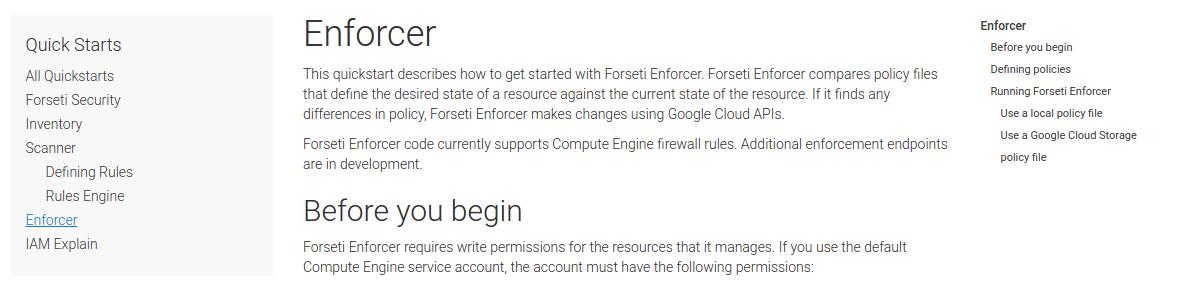 Quick Starts
All Quickstarts
Forseti Security
Inventory
Scanner
Defining Rules
Rules Engine
Enforcer
IAM Explain
Enforcer
This quickstart describes how to get started with Forseti Enforcer. Forseti Enforcer compares policy files
that define the desired state of a resource against the current state of the resource. If it finds any
differences in policy, Forseti Enforcer makes changes using Google Cloud APIs.
Forseti Enforcer code currently supports Compute Engine firewall rules. Additional enforcement endpoints
are in development.
Before you begin
Forseti Enforcer requires write permissions for the resources that it manages. If you use the default
Compute Engine service account, the account must have the following permissions:
Enforcer
Before you begin
Defining policies
Running Forseti Enforcer
Use a local policy file
Use a Google Cloud Storage
policy file